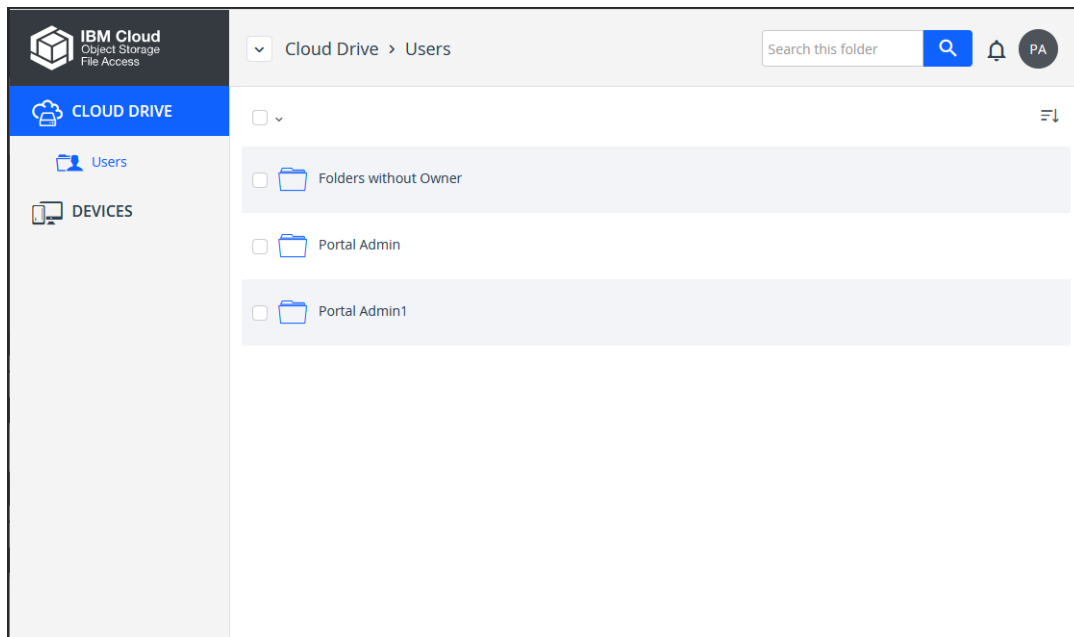 IBM Cloud
Object Storage
File Access
Cloud Drive > Users
Search this folder
PA
CLOUD DRIVE
Users
DEVICES
Folders without Owner
Portal Admin
Portal Admin1